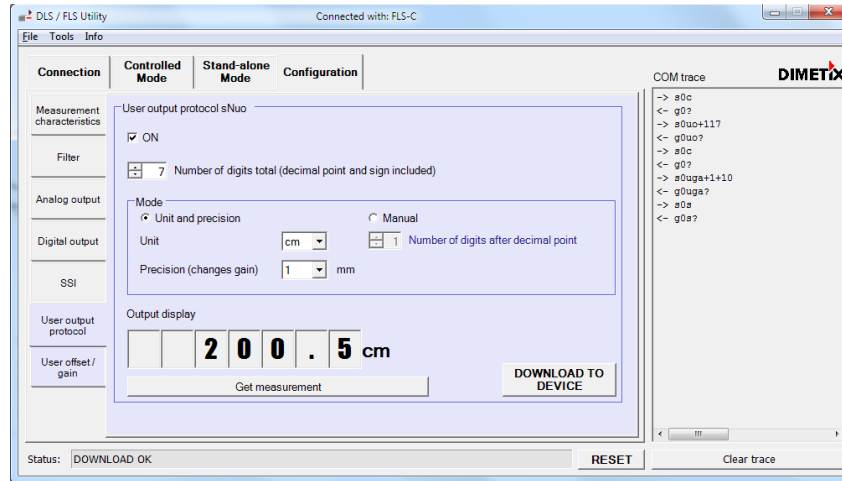 DLS / FLS Utility
Connected with: FLS-C
File Tools Info
Connection
Controlled Mode
Stand-alone Mode
Configuration
COM trace
DIMETIX
Measurement characteristics
Filter
Analog output
Digital output
SSI
User output protocol
User offset / gain
User output protocol sNuo
ON
7 Number of digits total (decimal point and sign included)
Mode
Unit and precision
Manual
Unit
cm
1 Number of digits after decimal point
Precision (changes gain)
1 mm
Output display
200.5 cm
Get measurement
DOWNLOAD TO DEVICE
-> s0c
<- g0?
-> s0uo+117
<- g0uo?
-> s0c
<- g0?
-> s0uga+1+10
<- g0uga?
-> s0s
<- g0s?
Status: DOWNLOAD OK
RESET
Clear trace